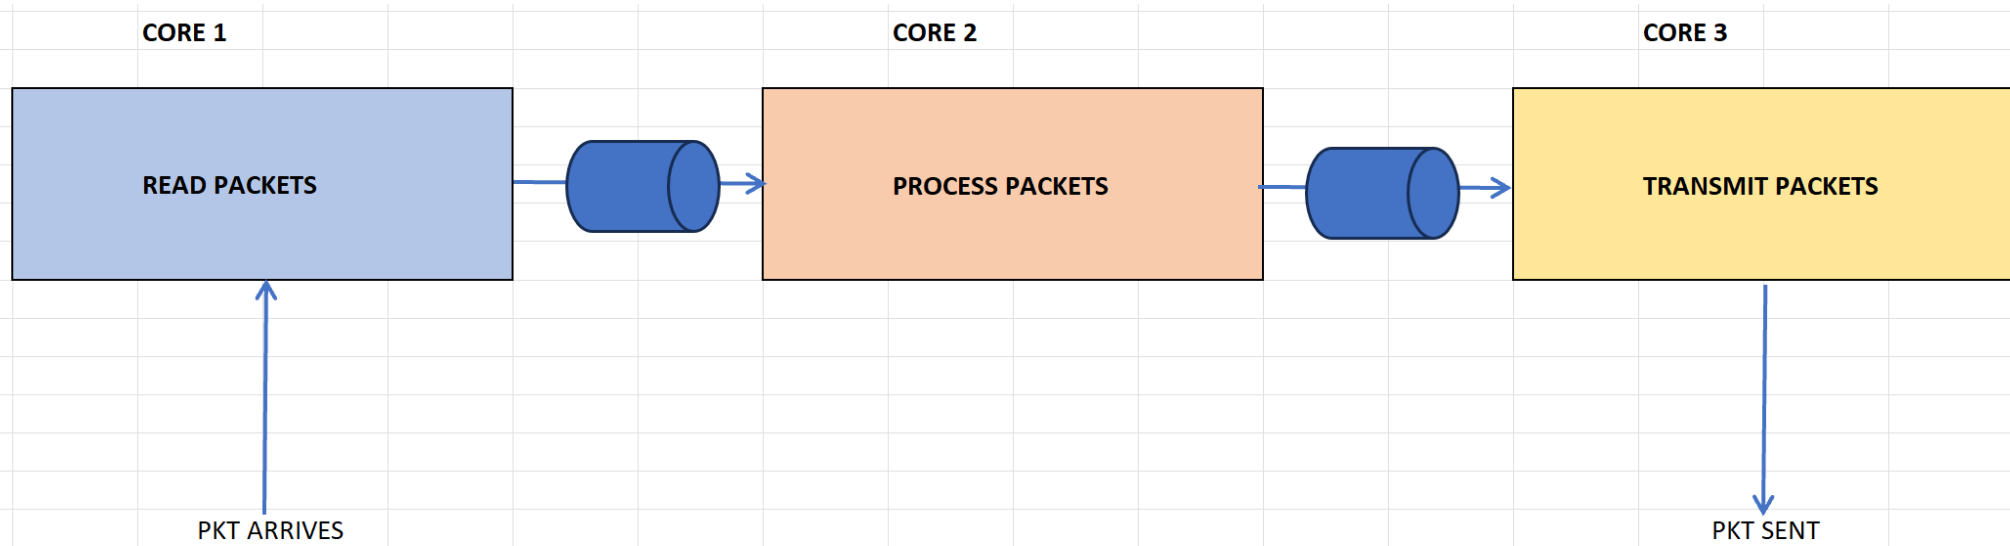 CORE 1
CORE 2
CORE 3
READ PACKETS
PROCESS PACKETS
TRANSMIT PACKETS
PKT ARRIVES
PKT SENT